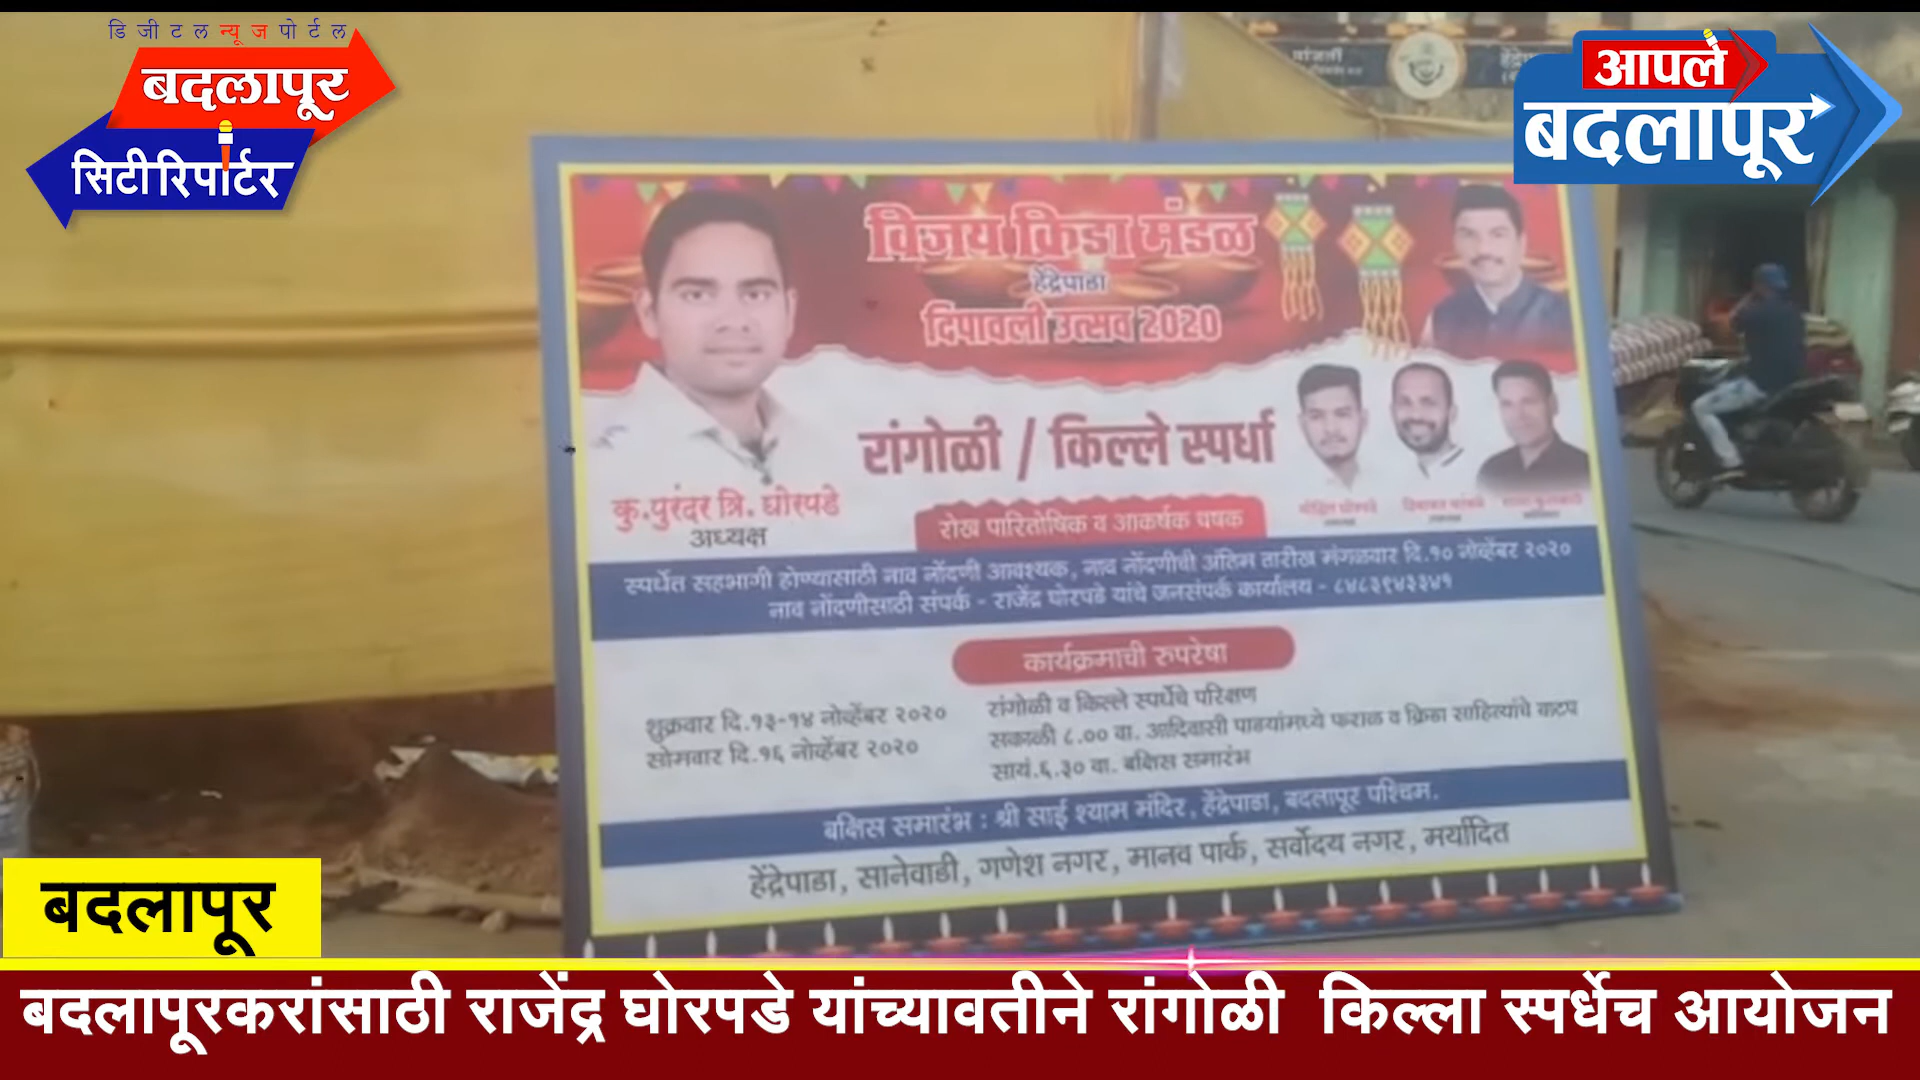 डिजीटल न्यूज पोर्टल
बदलापूर
सिटी रिपोर्टर
आपले
बदलापूर
विजय क्रिडा मंडळ
हेंद्रेपाडा
दिपावली उत्सव 2020
रांगोळी / किल्ले स्पर्धा
कु.पुरंदर त्रि. घोरपडे
अध्यक्ष
रोख पारितोषिक व आकर्षक चषक
स्पर्धेत सहभागी होण्यासाठी नाव नोंदणी आवश्यक, नाव नोंदणीची अंतिम तारीख मंगळवार दि.१० नोव्हेंबर २०२०
नाव नोंदणीसाठी संपर्क - राजेंद्र घोरपडे यांचे जनसंपर्क कार्यालय - ८४८३९४३३४१
कार्यक्रमाची रुपरेषा
शुक्रवार दि.१३-१४ नोव्हेंबर २०२० रांगोळी व किल्ले स्पर्धेचे परिक्षण
सोमवार दि.१६ नोव्हेंबर २०२० सकाळी ८.०० वा. आदिवासी पाडयांमध्ये फराळ व क्रिडा साहित्यांचे वाटप
सायं.६.३० वा. बक्षिस समारंभ
बक्षिस समारंभ : श्री साई श्याम मंदिर, हेंद्रेपाडा, बदलापूर पश्चिम.
हेंद्रेपाडा, सानेवाडी, गणेश नगर, मानव पार्क, सर्वोदय नगर, मर्यादित
बदलापूर
बदलापूरकरांसाठी राजेंद्र घोरपडे यांच्यावतीने रांगोळी किल्ला स्पर्धेच आयोजन